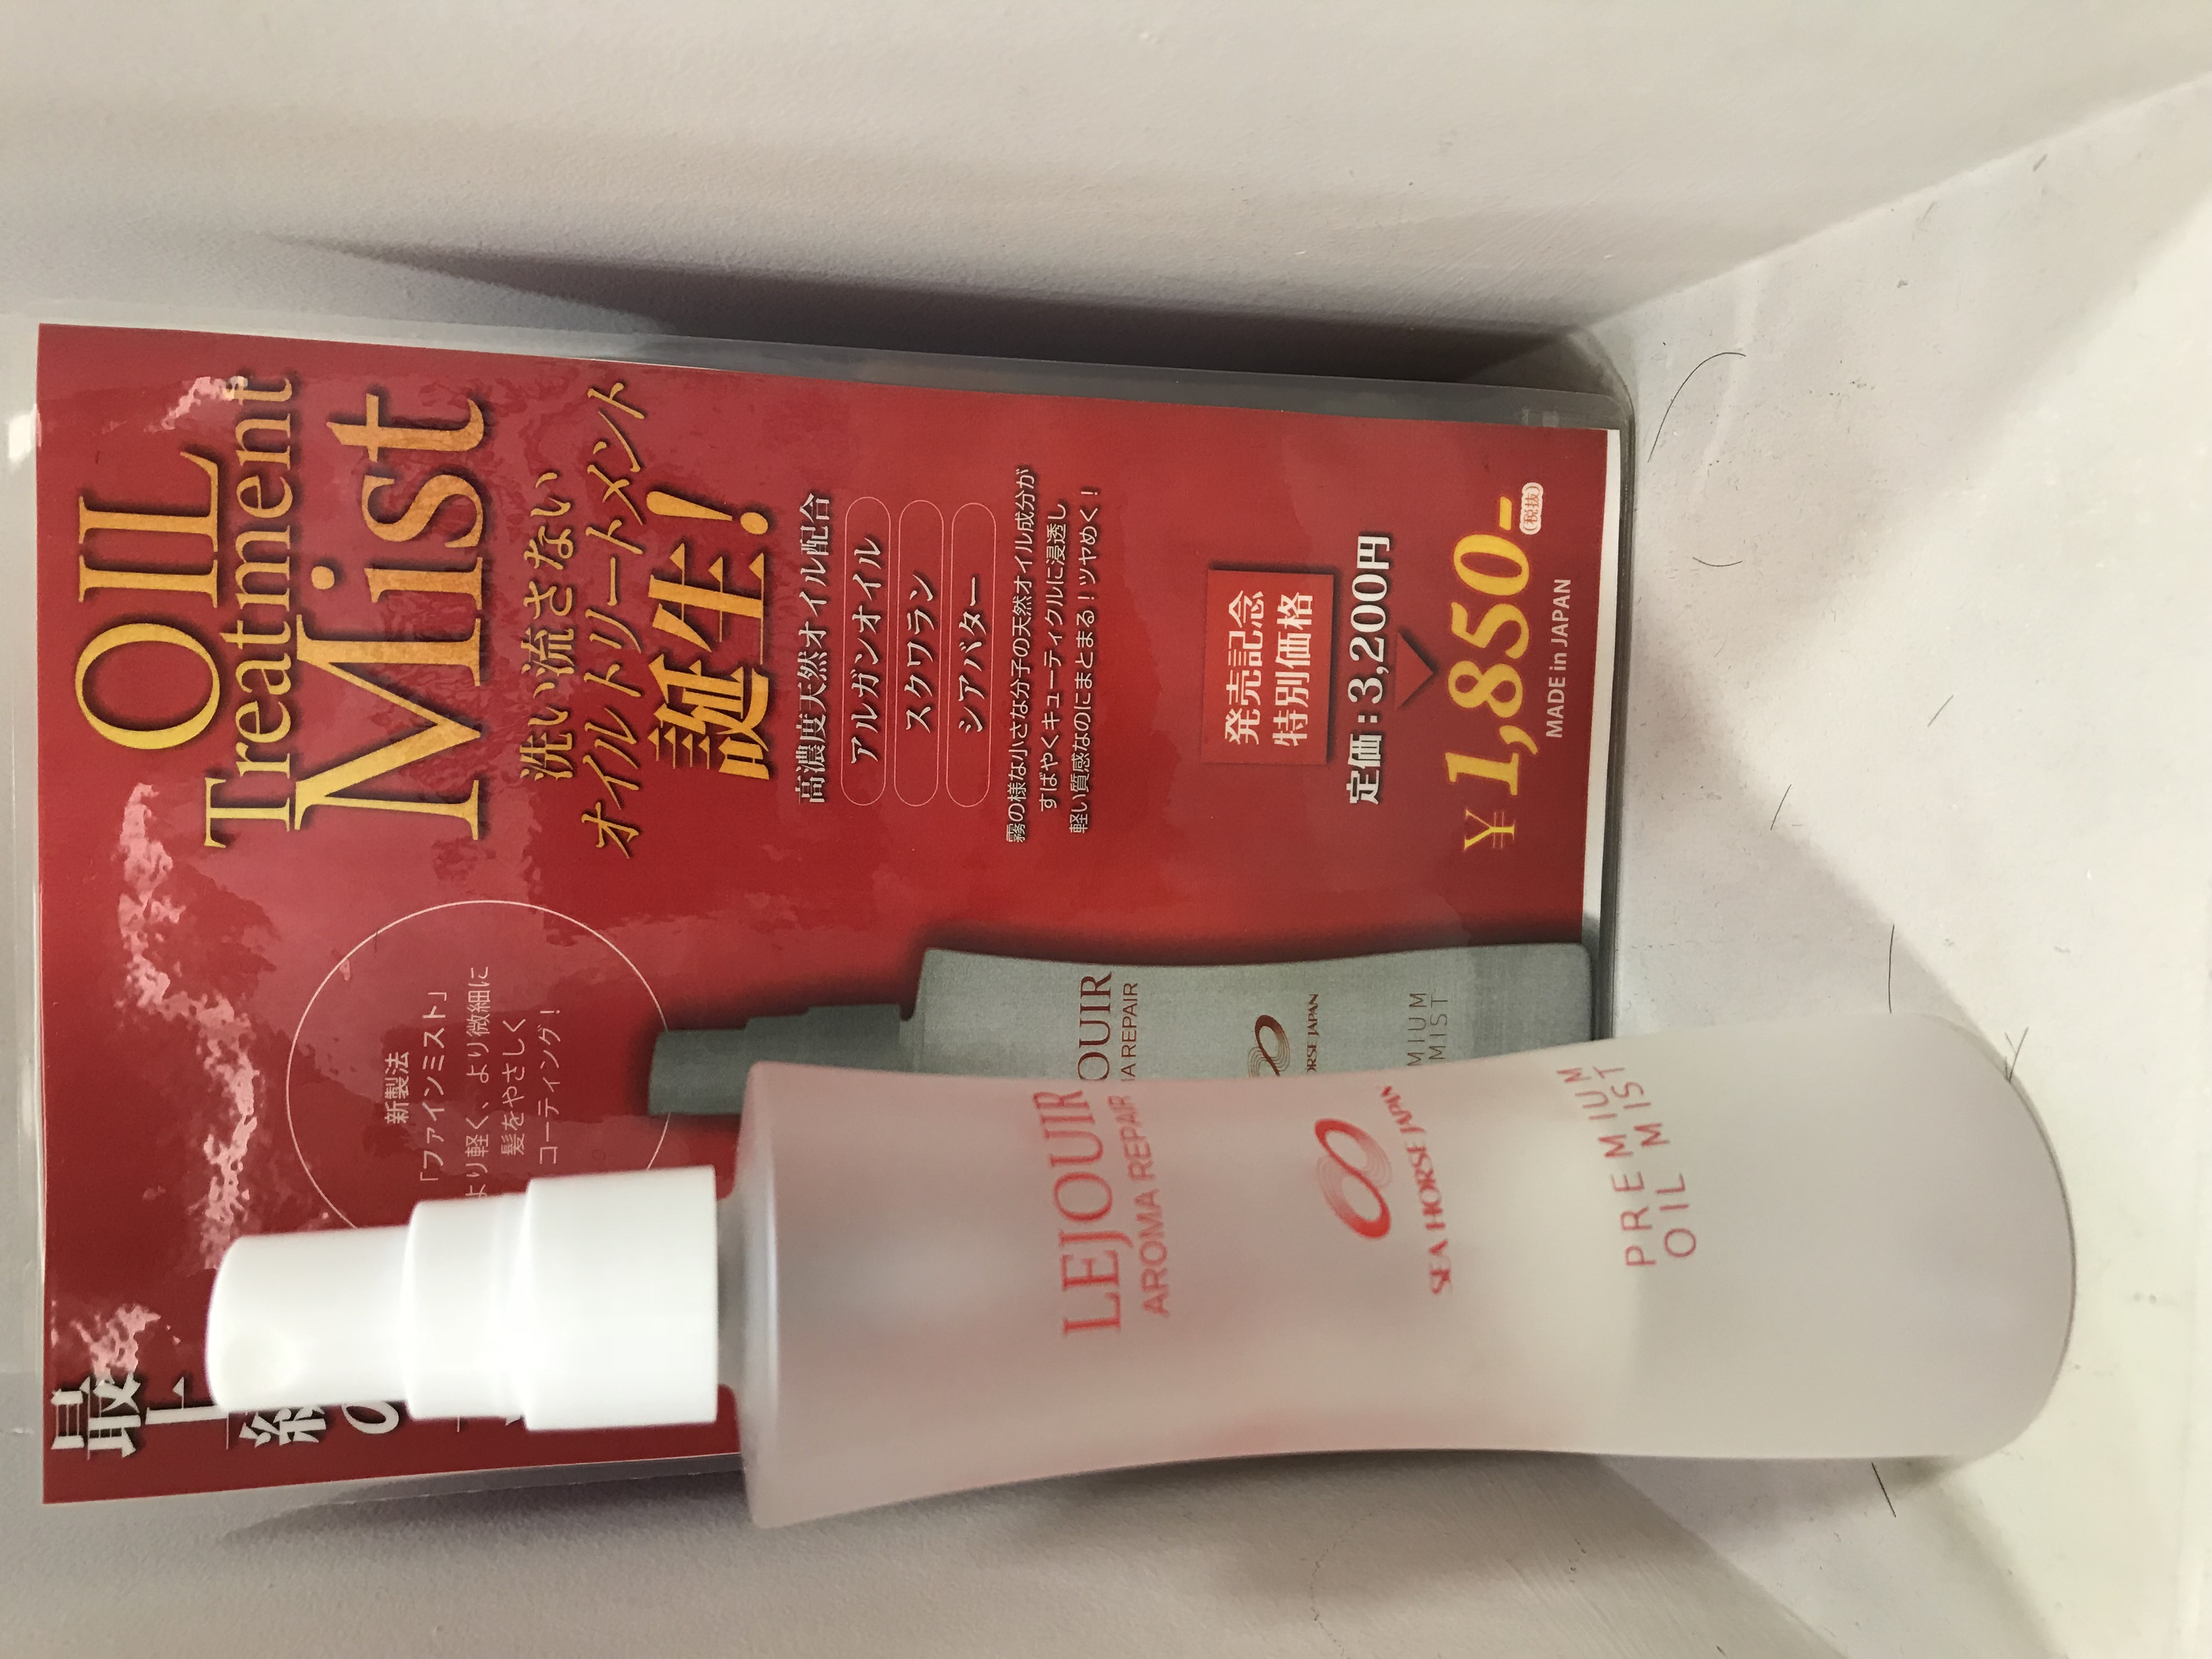 OIL
Treatment
Mist
洗い流さない
オイルトリートメント
誕生!
高濃度天然オイル配合
アルガンオイル
スクワラン
シアバター
霧の様な小さな分子の天然オイル成分が
すばやくキューティクルに浸透し
軽い質感なのにまとまる!ツヤめく!
発売記念
特別価格
定価:3,200円
¥1,850-
(税抜)
MADE in JAPAN
最上級
新製法
「ファインミスト」
より軽く、より微細に
髪をやさしく
コーティング!
OUIR
A REPAIR
ORSE JAPAN
MIUM
MIST
LEJOUIR
AROMA REPAIR
SEA HORSE JAPAN
PREMIUM
OIL MIST